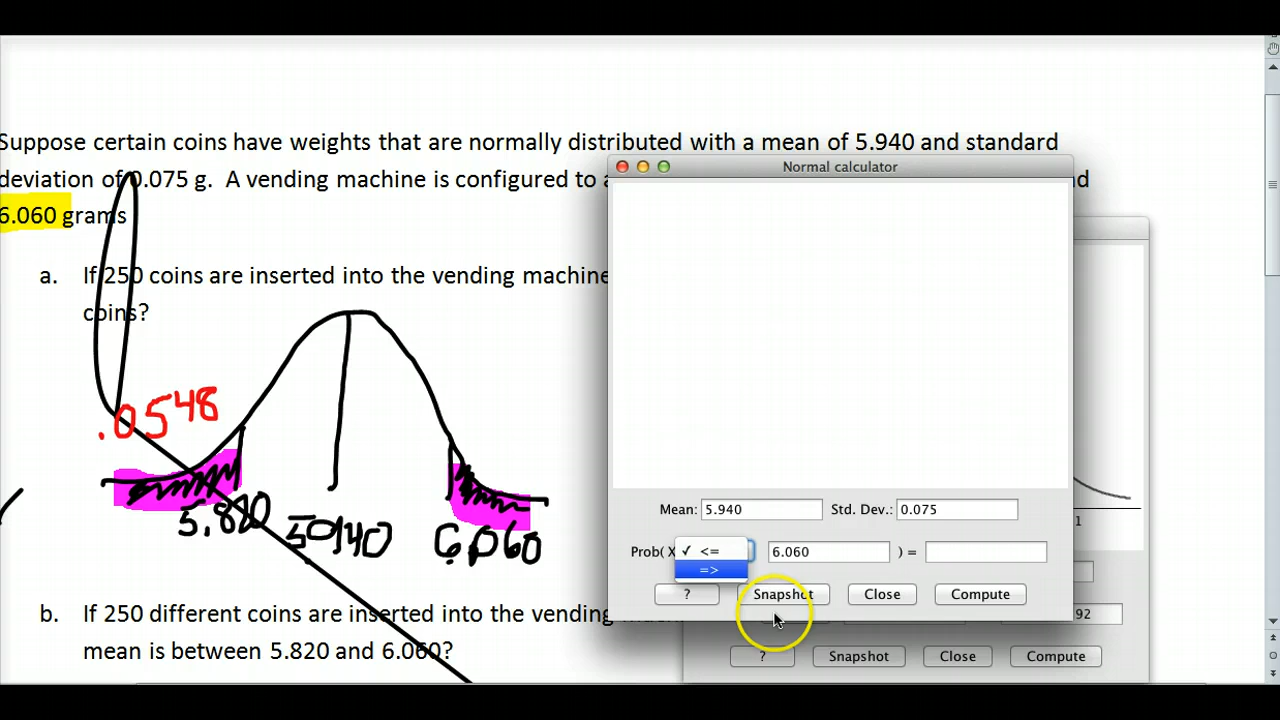 Suppose certain coins have weights that are normally distributed with a mean of 5.940 and standard
deviation of 0.075 g. A vending machine is configured to
6.060 grams
a. If 250 coins are inserted into the vending machine
coins?
.0548
5.820
6.060
b. If 250 different coins are inserted into the vending
mean is between 5.820 and 6.060?
Normal calculator
Mean: 5.940 Std. Dev.: 0.075
Prob( X ✓ <= 6.060 ) =
=>
? Snapshot Close Compute
1
92
? Snapshot Close Compute